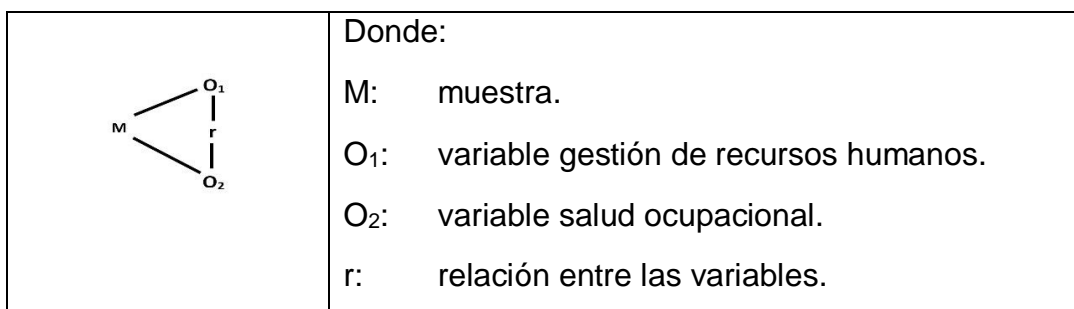 O₁
M
r
O₂
Donde:
M: muestra.
O₁: variable gestión de recursos humanos.
O₂: variable salud ocupacional.
r: relación entre las variables.